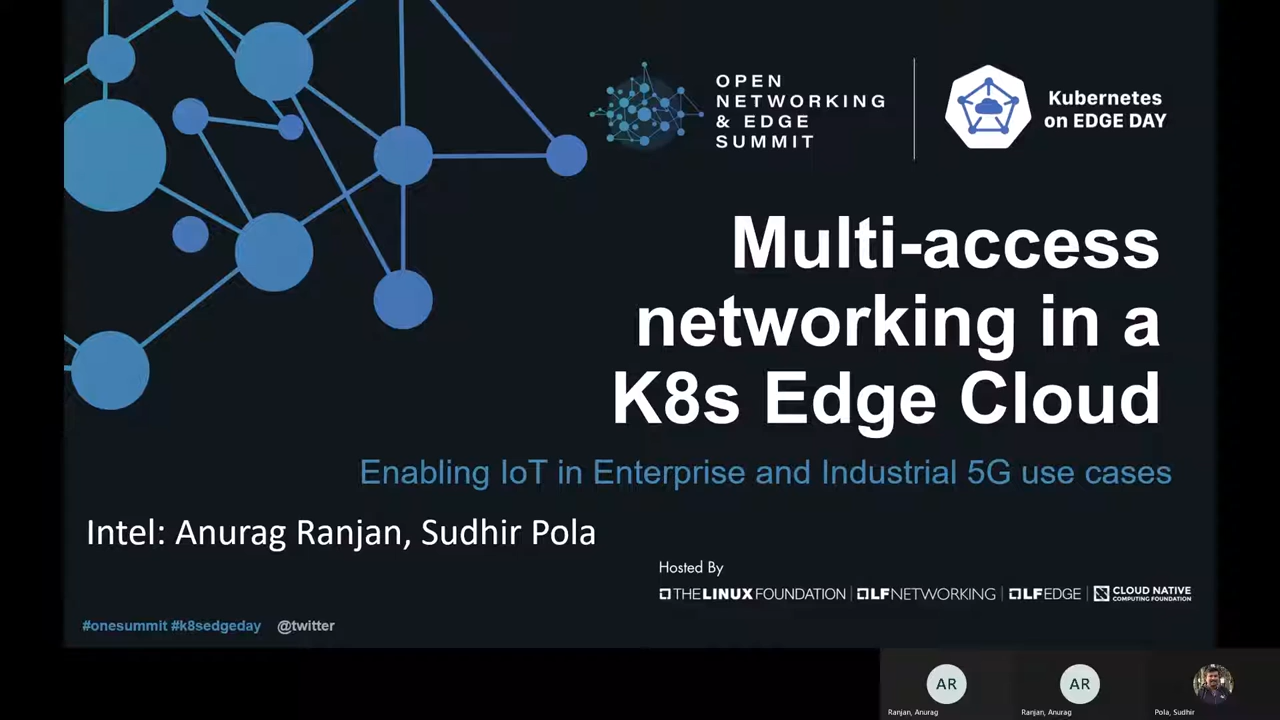 OPEN
NETWORKING
& EDGE
SUMMIT
Kubernetes
on EDGE DAY
Multi-access
networking in a
K8s Edge Cloud
Enabling IoT in Enterprise and Industrial 5G use cases
Intel: Anurag Ranjan, Sudhir Pola
Hosted By
THE LINUX FOUNDATION | LF NETWORKING | LF EDGE | CLOUD NATIVE
COMPUTING FOUNDATION
#onesummit #k8sedgeday @twitter
AR AR
Ranjan, Anurag Ranjan, Anurag Pola, Sudhir